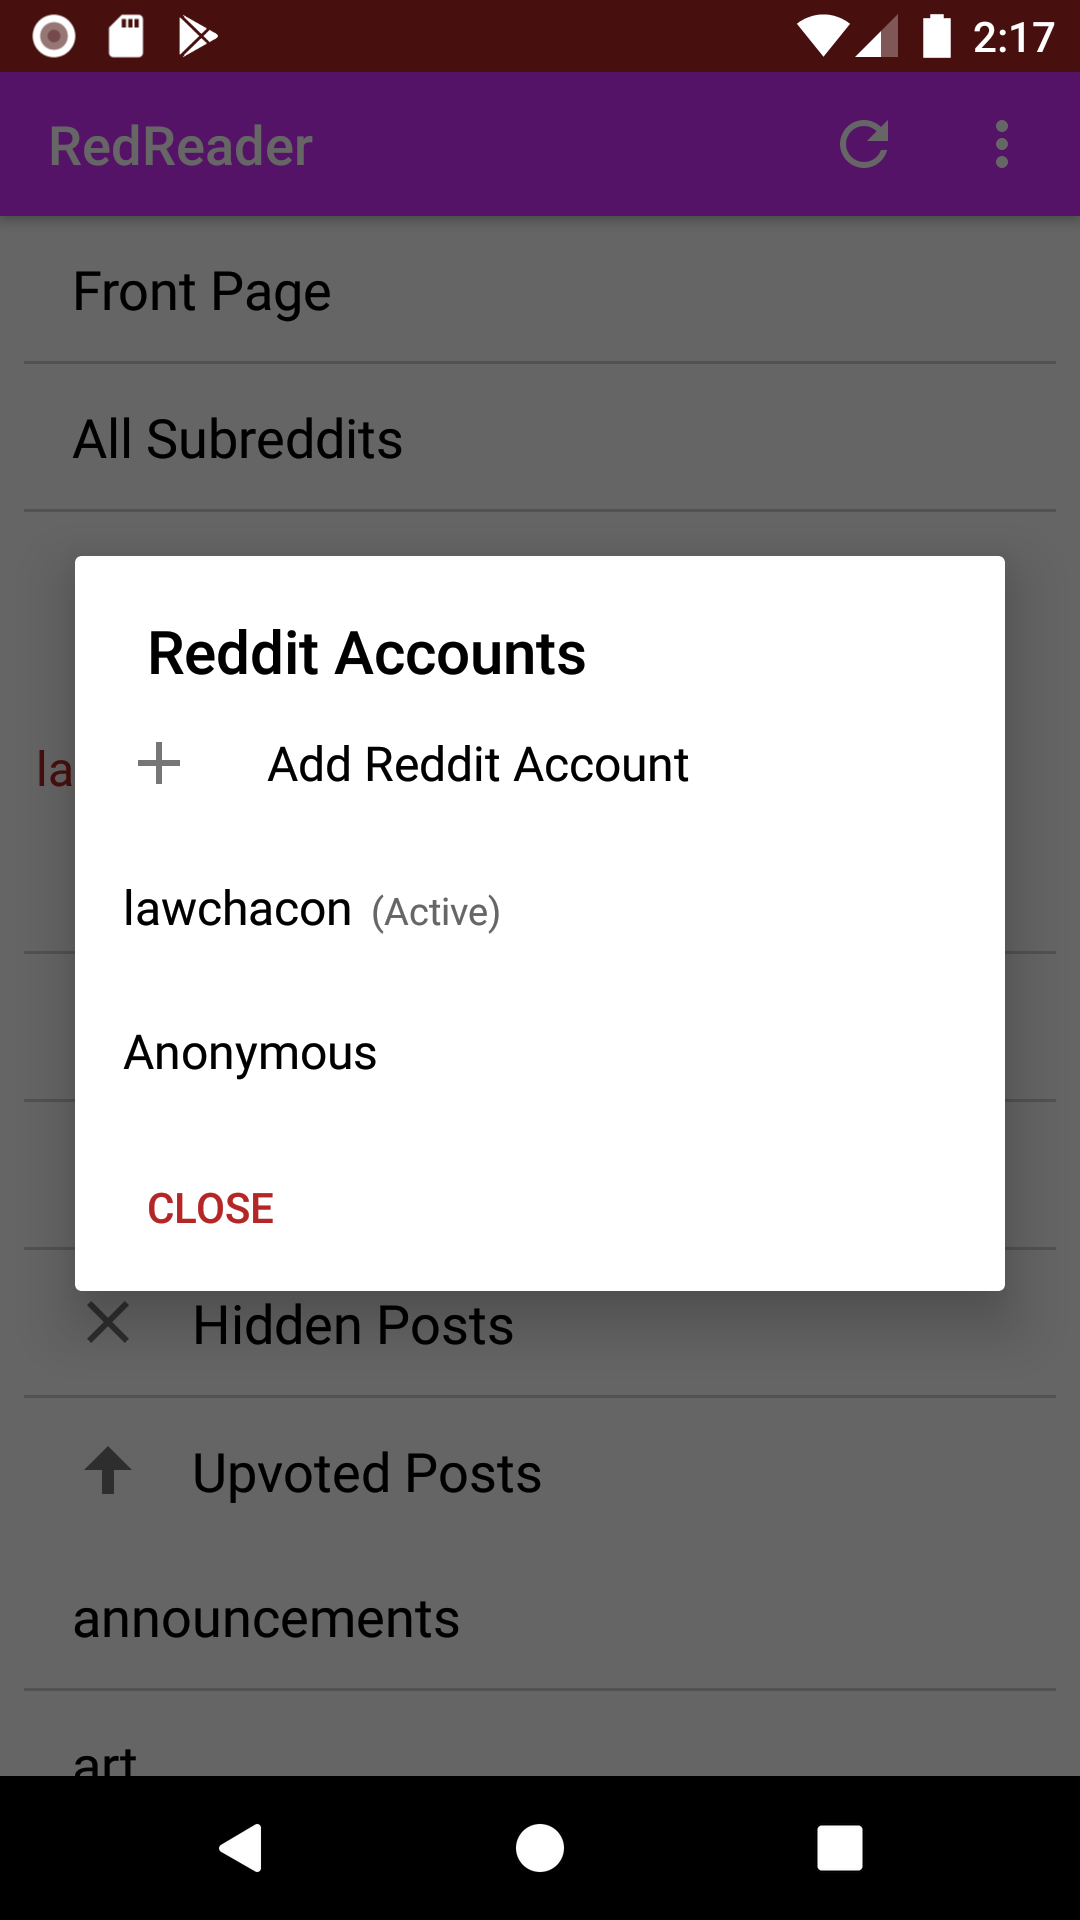 2:17
RedReader
Front Page
All Subreddits
Reddit Accounts
Add Reddit Account
la
lawchacon (Active)
Anonymous
CLOSE
Hidden Posts
Upvoted Posts
announcements
art